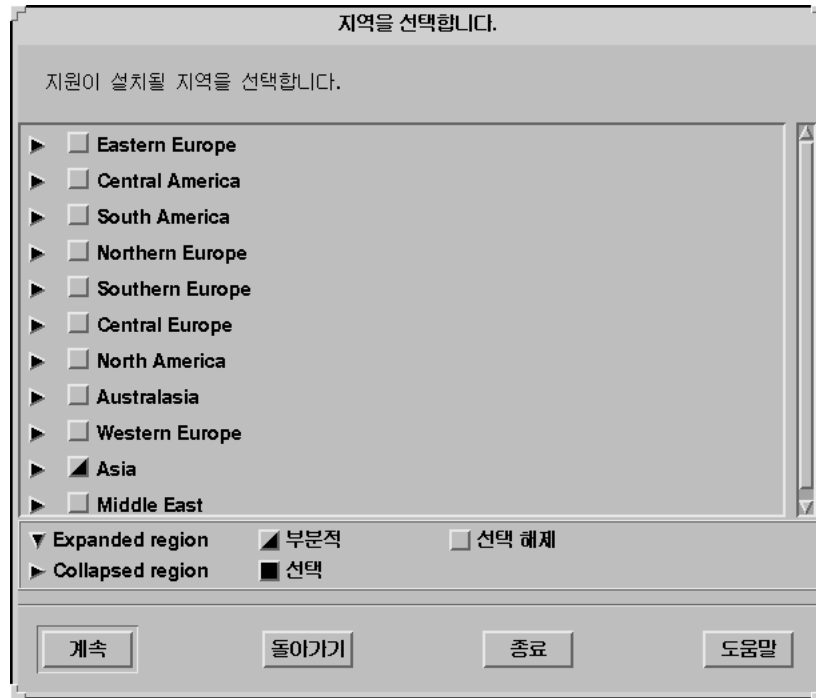 지역을 선택합니다.
지원이 설치될 지역을 선택합니다.
Eastern Europe
Central America
South America
Northern Europe
Southern Europe
Central Europe
North America
Australasia
Western Europe
Asia
Middle East
Expanded region 부분적 선택 해제
Collapsed region 선택
계속 돌아가기 종료 도움말